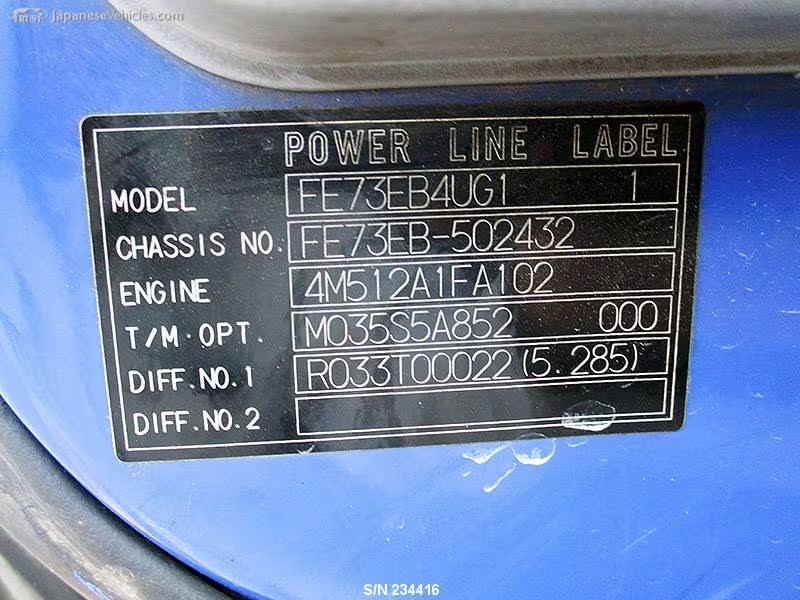 TRUST JapaneseVehicles.com
POWER LINE LABEL
MODEL FE73EB4UG1 1
CHASSIS NO. FE73EB-502432
ENGINE 4M512A1FA102
T/M·OPT. M035S5A852 000
DIFF.NO.1 R033T00022 (5.285)
DIFF.NO.2
S/N 234416